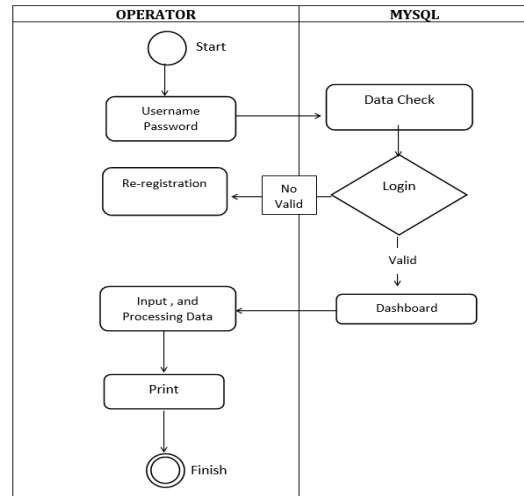 OPERATOR
MYSQL
Start
Username
Password
Data Check
Re-registration
No
Valid
Login
Valid
Input , and
Processing Data
Dashboard
Print
Finish